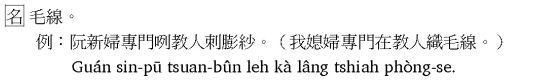 名 毛線。
例：阮新婦專門咧教人刺膨紗。（我媳婦專門在教人織毛線。）
Guán sin-pū tsuan-bûn leh kà lâng tshiah phòng-se.